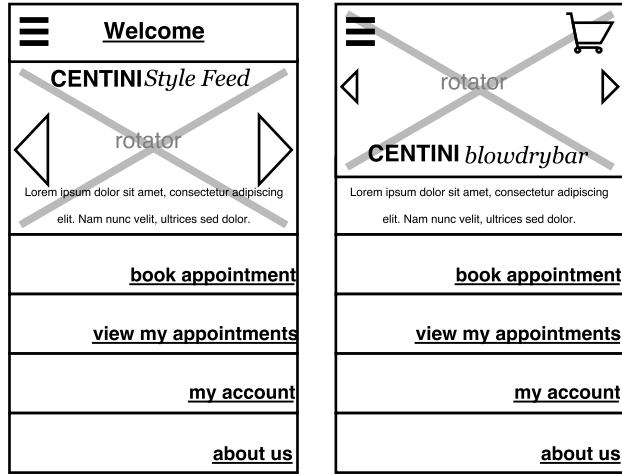 Welcome
CENTINI Style Feed
rotator
Lorem ipsum dolor sit amet, consectetur adipiscing
elit. Nam nunc velit, ultrices sed dolor.
book appointment
view my appointments
my account
about us
rotator
CENTINI blowdrybar
Lorem ipsum dolor sit amet, consectetur adipiscing
elit. Nam nunc velit, ultrices sed dolor.
book appointment
view my appointments
my account
about us